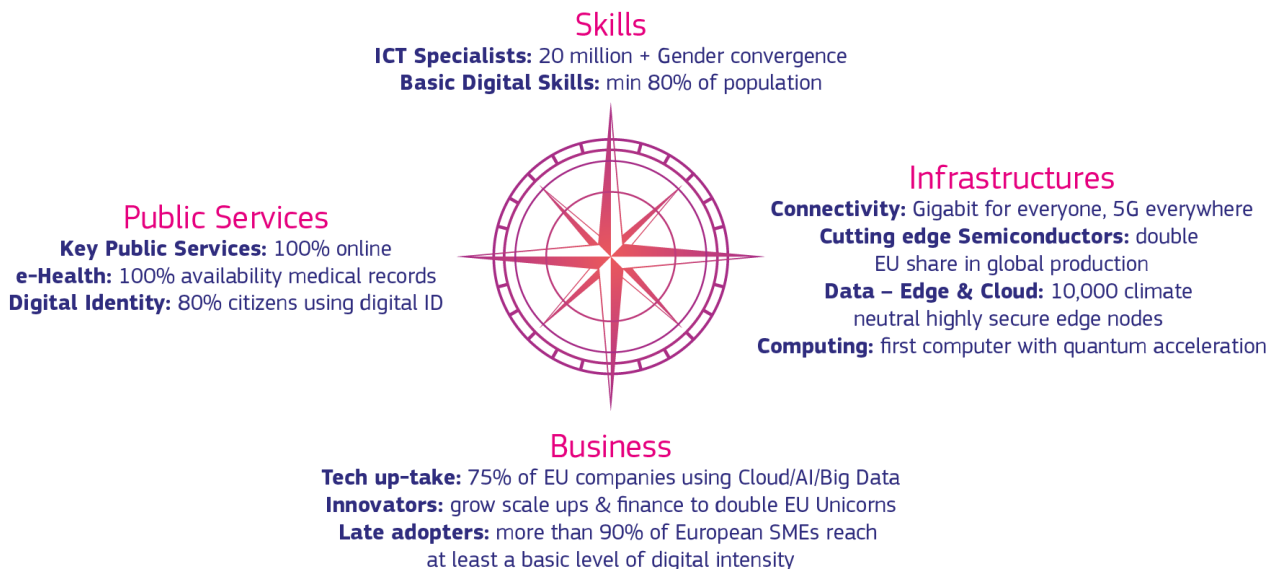 Skills
ICT Specialists: 20 million + Gender convergence
Basic Digital Skills: min 80% of population
Public Services
Key Public Services: 100% online
e-Health: 100% availability medical records
Digital Identity: 80% citizens using digital ID
Infrastructures
Connectivity: Gigabit for everyone, 5G everywhere
Cutting edge Semiconductors: double
EU share in global production
Data – Edge & Cloud: 10,000 climate
neutral highly secure edge nodes
Computing: first computer with quantum acceleration
Business
Tech up-take: 75% of EU companies using Cloud/AI/Big Data
Innovators: grow scale ups & finance to double EU Unicorns
Late adopters: more than 90% of European SMEs reach
at least a basic level of digital intensity